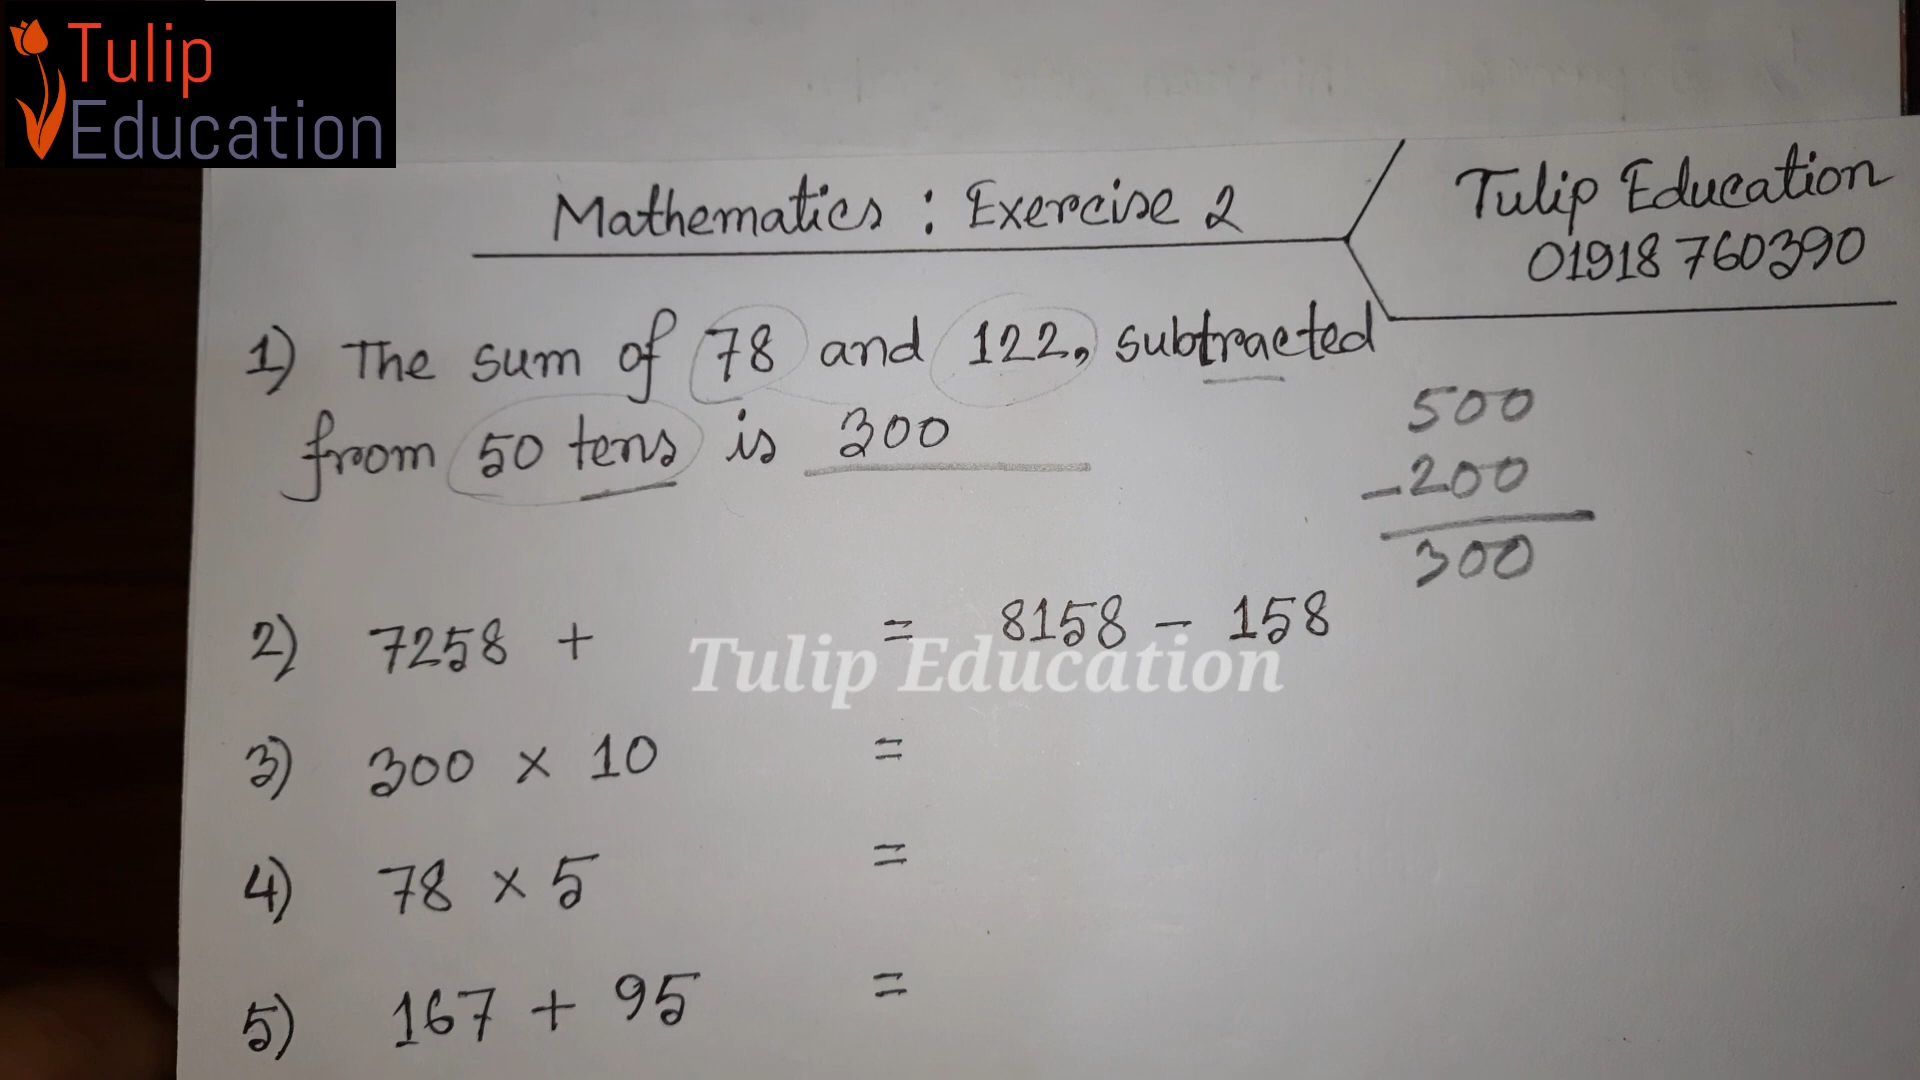 Tulip
Education
Mathematics : Exercise 2
Tulip Education
01918 760390
1) The sum of 78 and 122, subtracted
from 50 tens is 300
500
-200
300
2) 7258 + = 8158 - 158
Tulip Education
3) 300 × 10 =
4) 78 × 5 =
5) 167 + 95 =